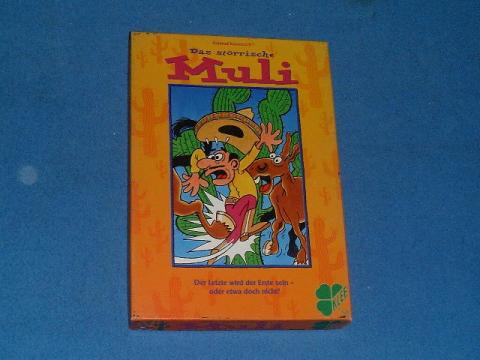 Das störrische
Muli
Der Letzte wird der Erste sein -
oder etwa doch nicht?
KLEE